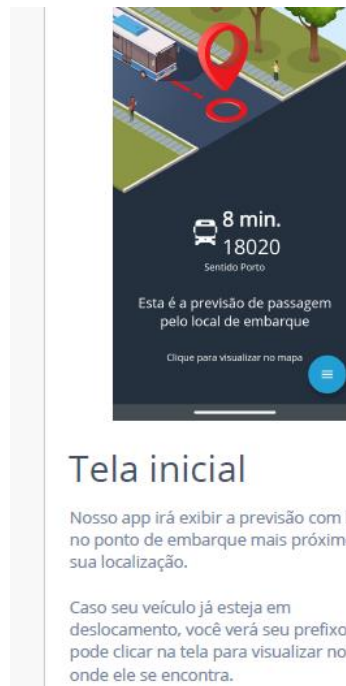 8 min.
18020
Sentido Porto
Esta é a previsão de passagem
pelo local de embarque
Clique para visualizar no mapa
Tela inicial
Nosso app irá exibir a previsão com
no ponto de embarque mais próxim
sua localização.
Caso seu veículo já esteja em
deslocamento, você verá seu prefixo
pode clicar na tela para visualizar no
onde ele se encontra.